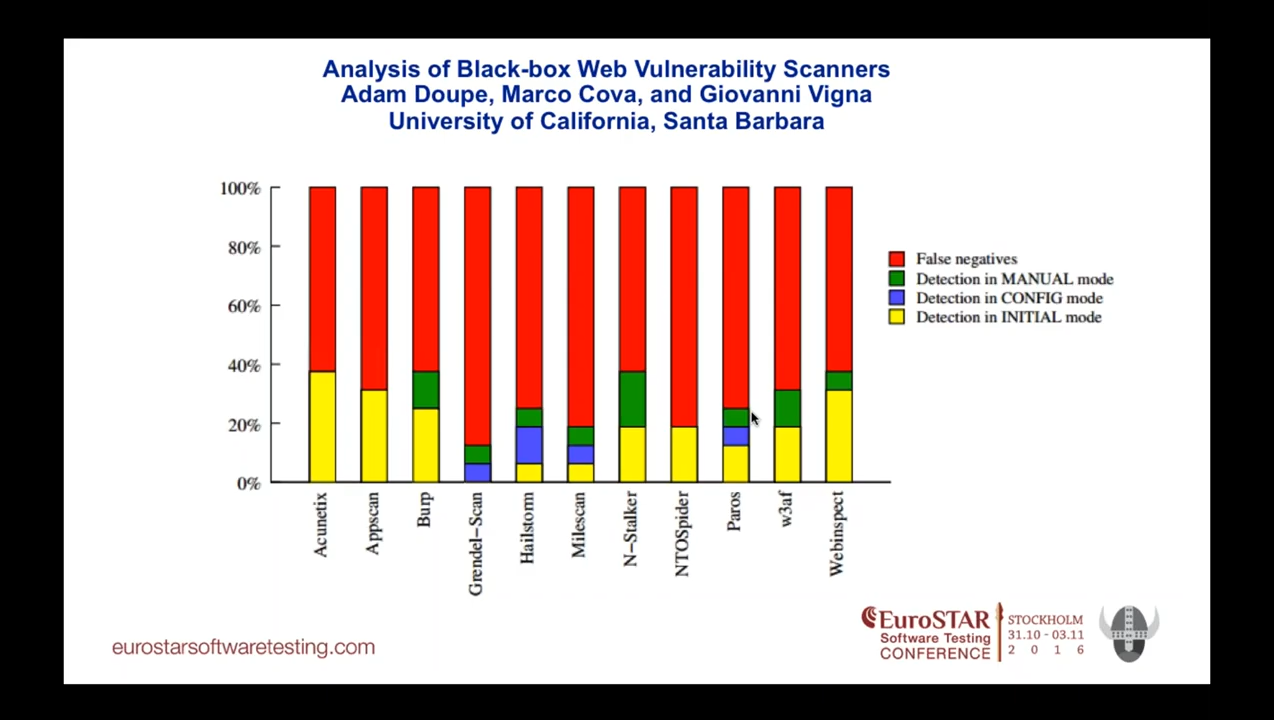 Analysis of Black-box Web Vulnerability Scanners
Adam Doupe, Marco Cova, and Giovanni Vigna
University of California, Santa Barbara
100%
80%
60%
40%
20%
0%
False negatives
Detection in MANUAL mode
Detection in CONFIG mode
Detection in INITIAL mode
Acunetix
Appscan
Burp
Grendel-Scan
Hailstorm
Milescan
N-Stalker
NTOSpider
Paros
w3af
Webinspect
eurostarsoftwaretesting.com
EuroSTAR
Software Testing
CONFERENCE
STOCKHOLM
31.10 - 03.11
2 0 1 6